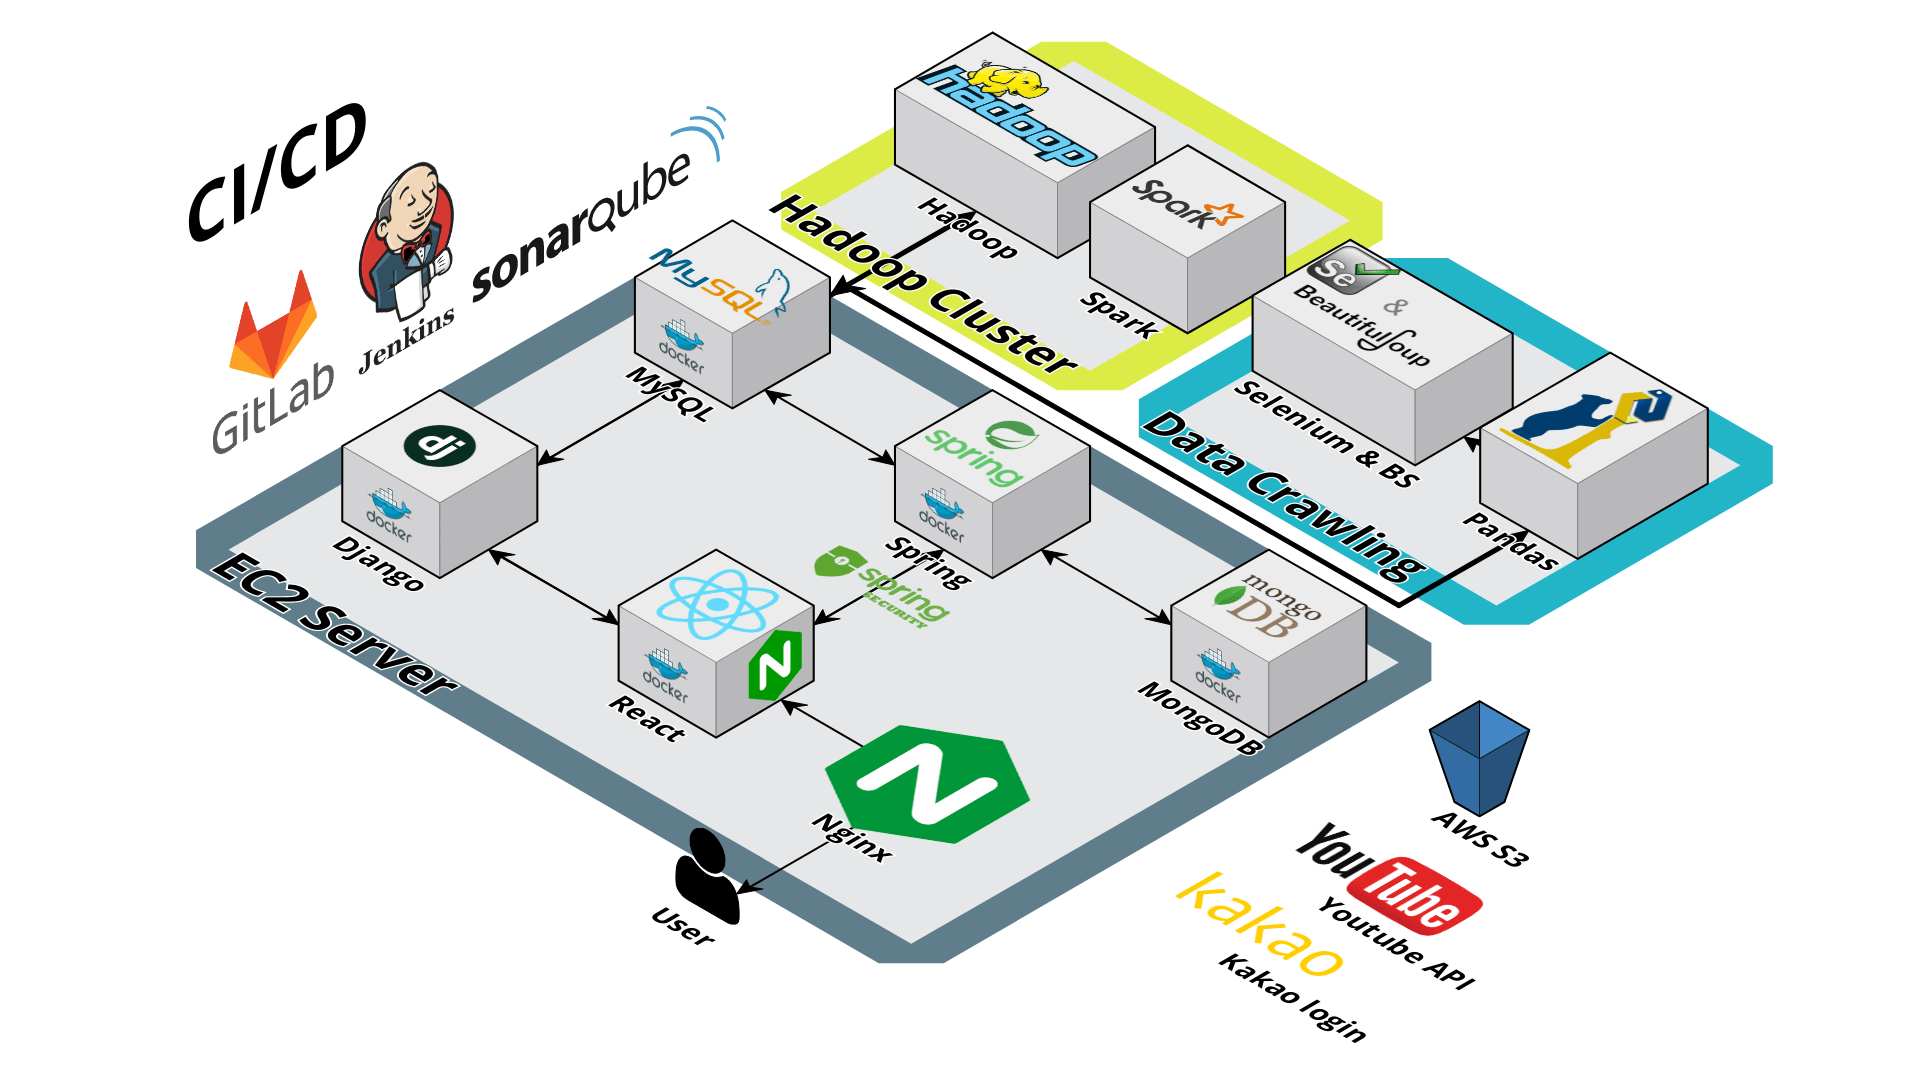 CI/CD
GitLab
Jenkins
sonarqube
hadoop
Hadoop
Spark
Spark
Hadoop Cluster
Se
&
BeautifulSoup
Selenium & BS
Pandas
Data Crawling
MySQL
docker
MySQL
dj
docker
Django
spring
docker
Spring
spring
SECURITY
docker
N
React
mongo
DB
docker
MongoDB
EC2 Server
N
Nginx
User
AWS S3
YouTube
Youtube API
kakao
Kakao login